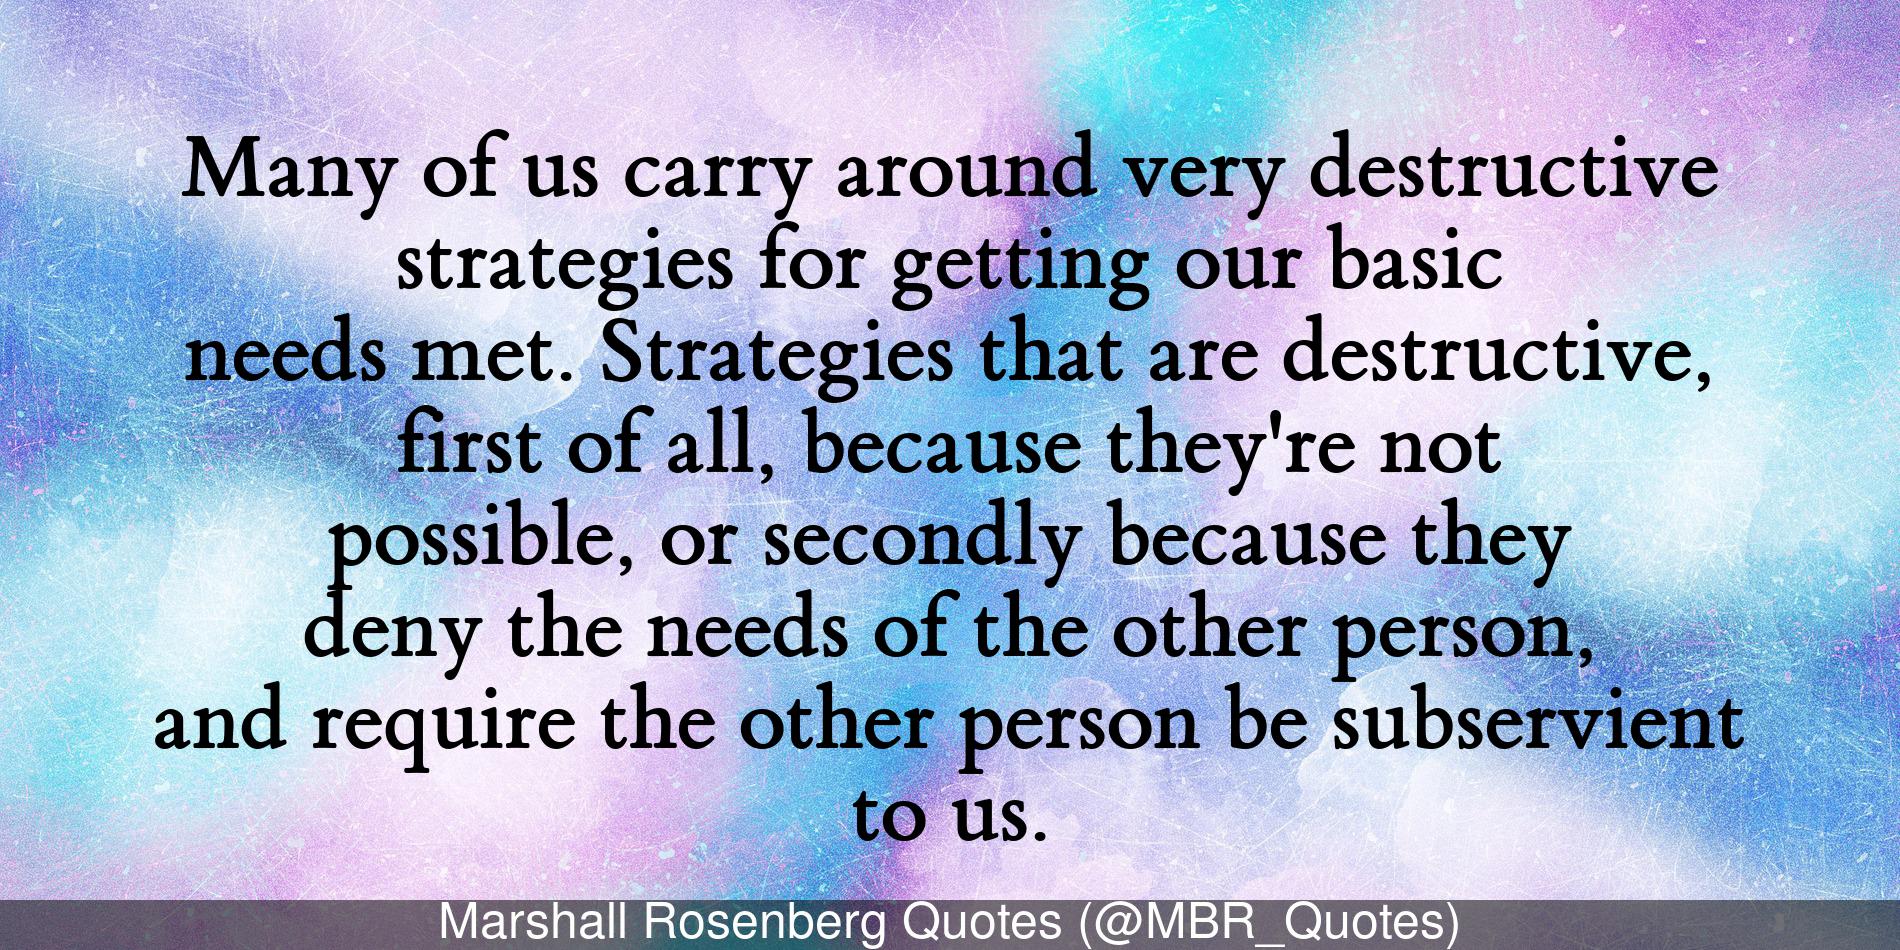 Many of us carry around very destructive
strategies for getting our basic
needs met. Strategies that are destructive,
first of all, because they're not
possible, or secondly because they
deny the needs of the other person,
and require the other person be subservient
to us.
Marshall Rosenberg Quotes (@MBR_Quotes)